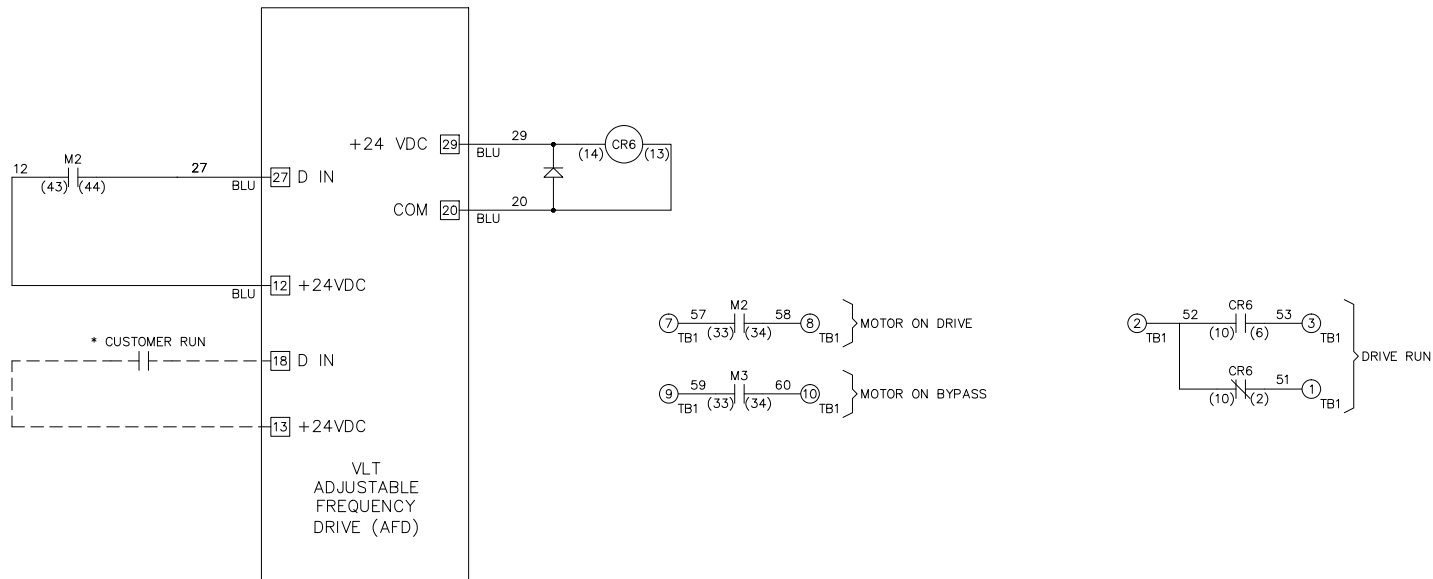 +24 VDC 29
29
BLU
(14) CR6 (13)
12
M2
(43) (44)
27
BLU
27 D IN
COM 20
20
BLU
BLU
12 +24VDC
* CUSTOMER RUN
18 D IN
13 +24VDC
VLT
ADJUSTABLE
FREQUENCY
DRIVE (AFD)
7 TB1 57 M2 (33) (34) 58 8 TB1
MOTOR ON DRIVE
9 TB1 59 M3 (33) (34) 60 10 TB1
MOTOR ON BYPASS
2 TB1 52 CR6 (10) (6) 53 3 TB1
DRIVE RUN
CR6 (10) (2) 51 1 TB1